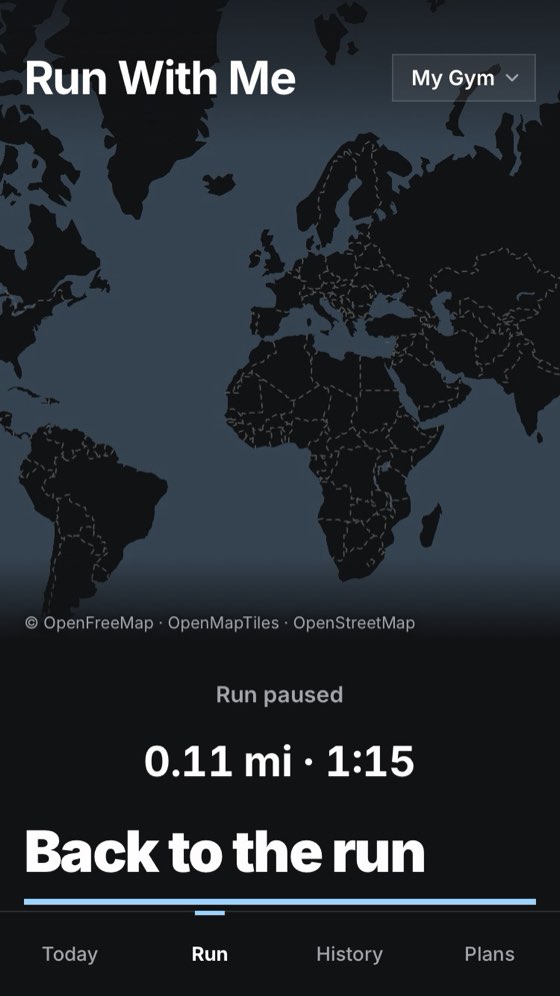 Run With Me
My Gym
© OpenFreeMap · OpenMapTiles · OpenStreetMap
Run paused
0.11 mi · 1:15
Back to the run
Today
Run
History
Plans